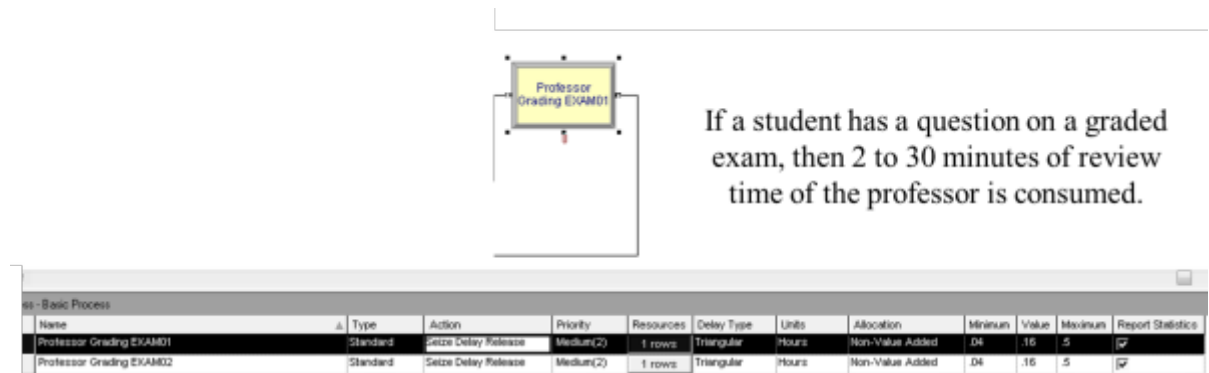 Professor
Grading EXAM01
If a student has a question on a graded
exam, then 2 to 30 minutes of review
time of the professor is consumed.
ess - Basic Process
Name Type Action Priority Resources Delay Type Units Allocation Minimum Value Maximum Report Statistics
Professor Grading EXAM01 Standard Seize Delay Release Medium(2) 1 rows Triangular Hours Non-Value Added .04 .16 .5
Professor Grading EXAM02 Standard Seize Delay Release Medium(2) 1 rows Triangular Hours Non-Value Added .04 .16 .5